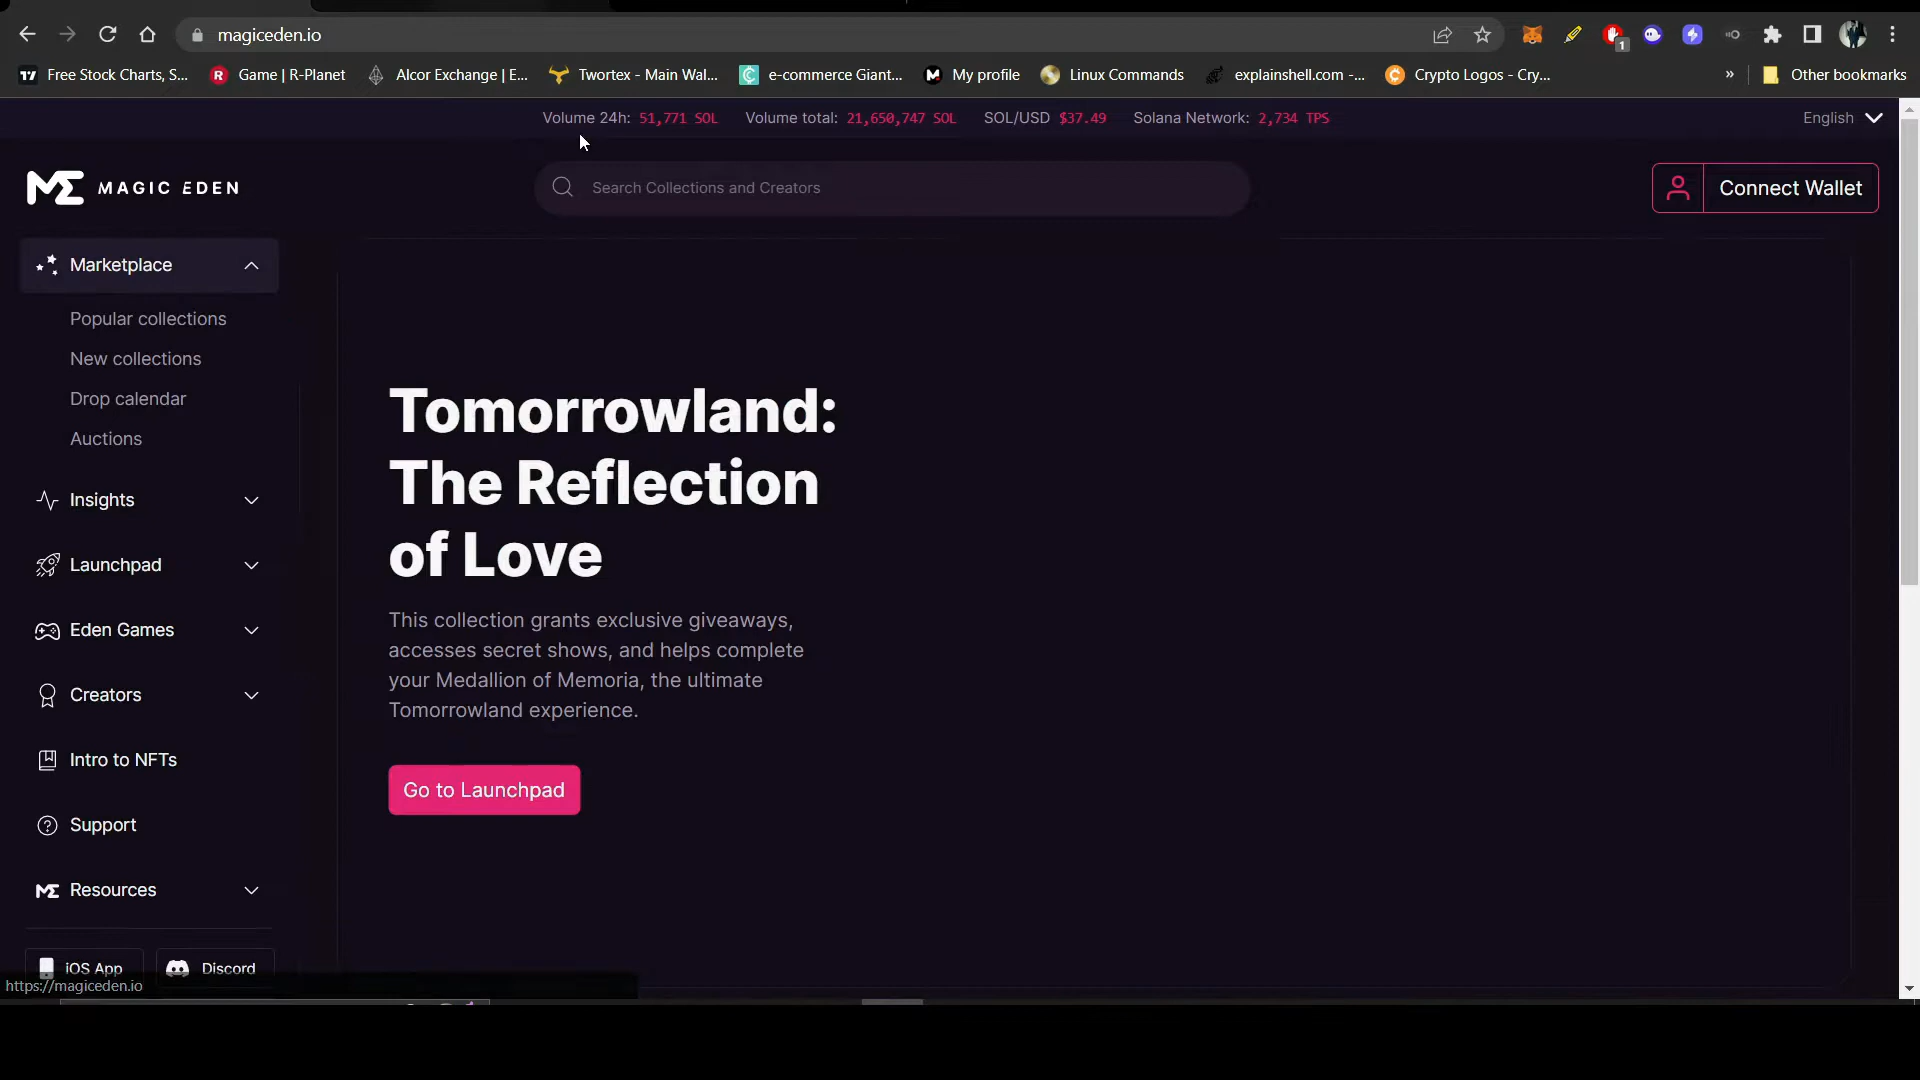 magiceden.io
1
Free Stock Charts, S...
Game | R-Planet
Alcor Exchange | E...
Twortex - Main Wal...
e-commerce Giant...
My profile
Linux Commands
explainshell.com -...
Crypto Logos - Cry...
»
Other bookmarks
Volume 24h: 51,771 SOL
Volume total: 21,650,747 SOL
SOL/USD $37.49
Solana Network: 2,734 TPS
English
ME MAGIC EDEN
Search Collections and Creators
Connect Wallet
Marketplace
Popular collections
New collections
Drop calendar
Auctions
Insights
Launchpad
Eden Games
Creators
Intro to NFTs
Support
Resources
iOS App
Discord
https://magiceden.io
Tomorrowland:
The Reflection
of Love
This collection grants exclusive giveaways,
accesses secret shows, and helps complete
your Medallion of Memoria, the ultimate
Tomorrowland experience.
Go to Launchpad